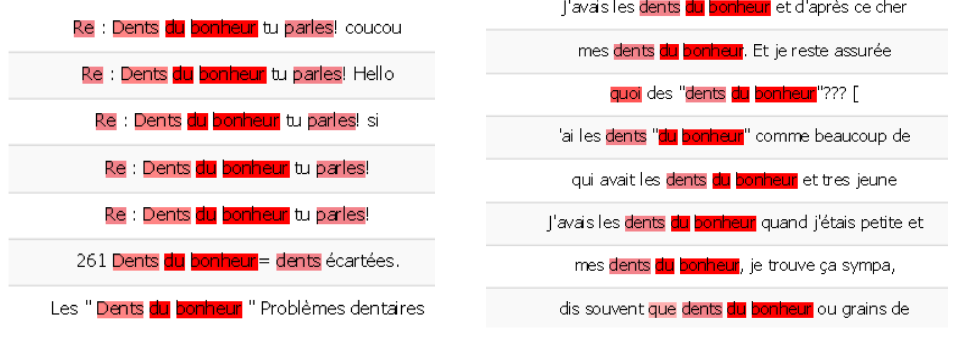 Re : Dents du bonheur tu parles! coucou
Re : Dents du bonheur tu parles! Hello
Re : Dents du bonheur tu parles! si
Re : Dents du bonheur tu parles!
Re : Dents du bonheur tu parles!
261 Dents du bonheur= dents écartées.
Les " Dents du bonheur " Problèmes dentaires
J'avais les dents du bonheur et d'après ce cher
mes dents du bonheur. Et je reste assurée
quoi des "dents du bonheur"??? [
'ai les dents "du bonheur" comme beaucoup de
qui avait les dents du bonheur et tres jeune
J'avais les dents du bonheur quand j'étais petite et
mes dents du bonheur, je trouve ça sympa,
dis souvent que dents du bonheur ou grains de